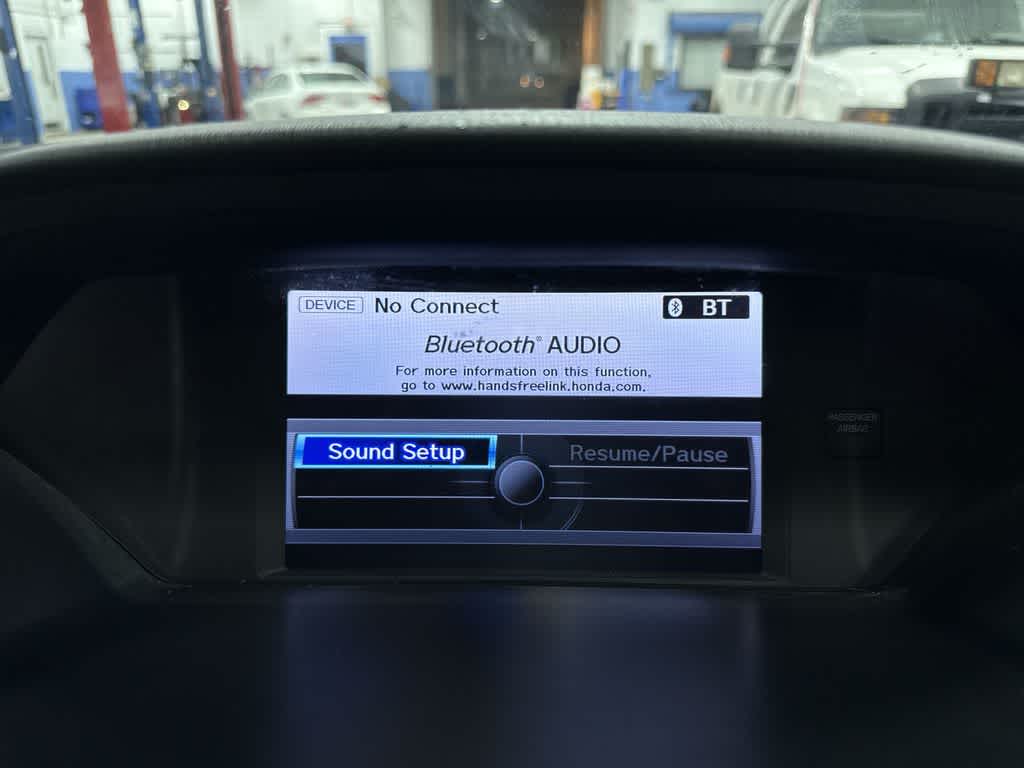 DEVICE No Connect BT
Bluetooth® AUDIO
For more information on this function,
go to www.handsfreelink.honda.com.
Sound Setup Resume/Pause
PASSENGER
AIRBAG